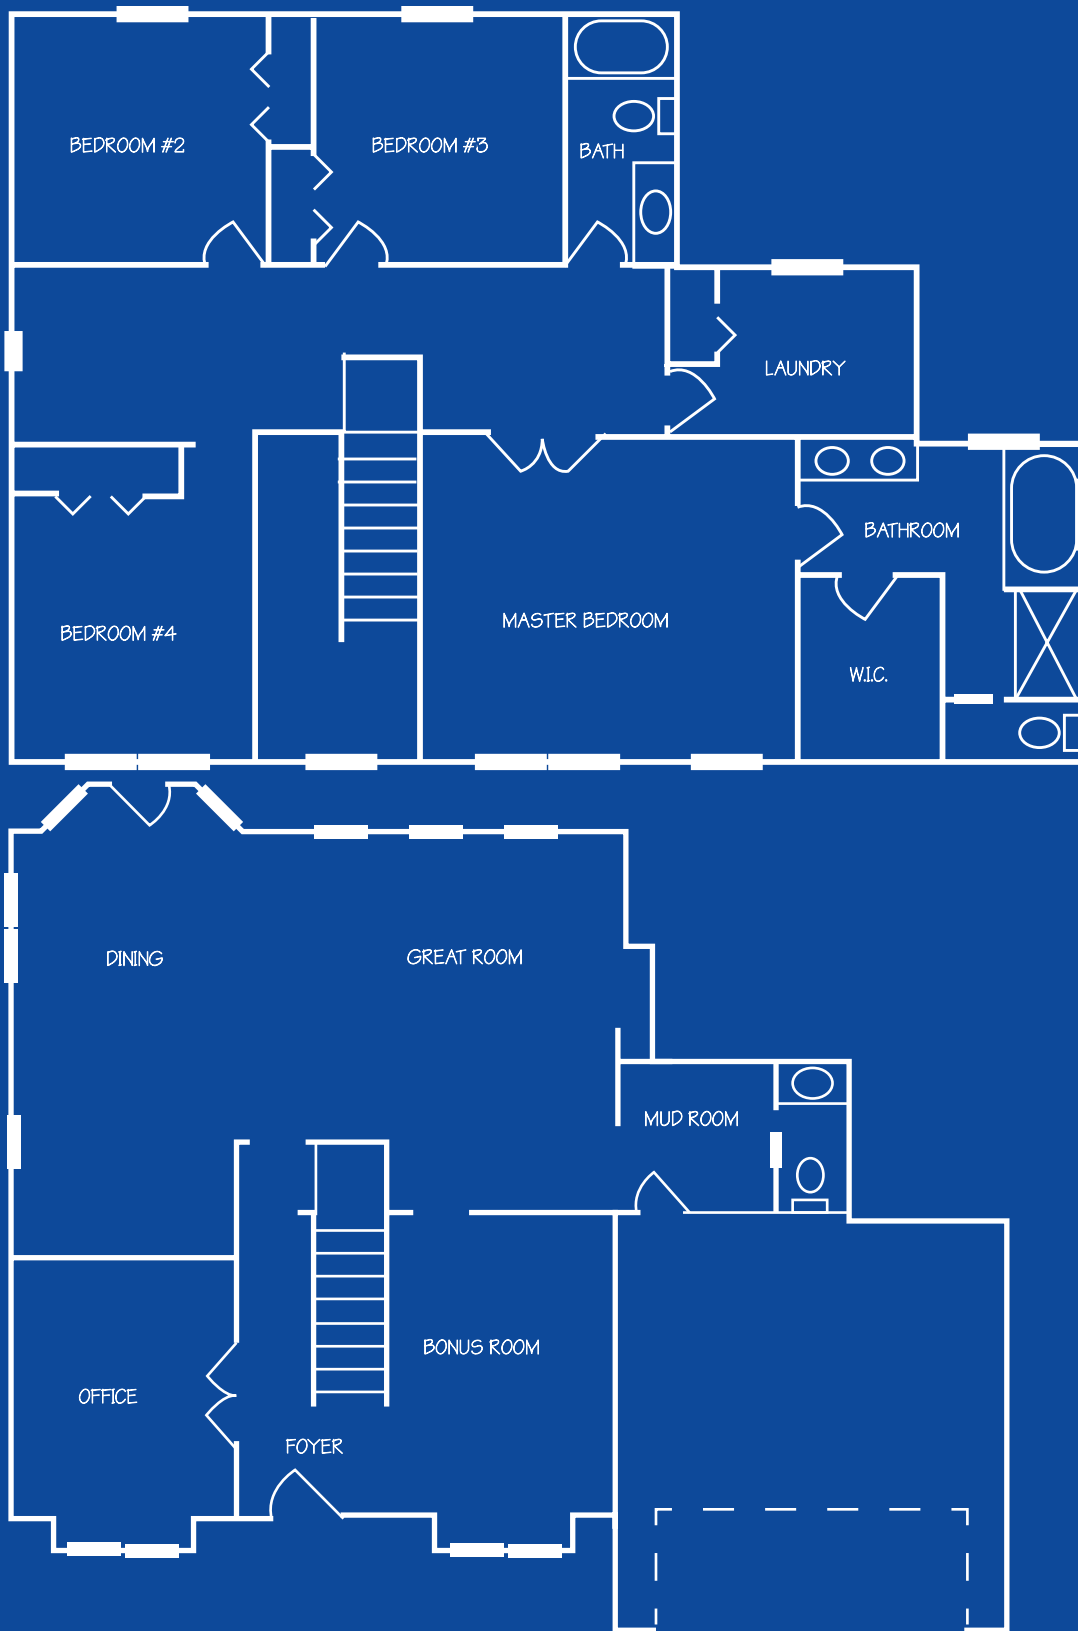 BEDROOM #2
BEDROOM #3
BATH
LAUNDRY
BATHROOM
MASTER BEDROOM
BEDROOM #4
W.I.C.
DINING
GREAT ROOM
MUD ROOM
BONUS ROOM
OFFICE
FOYER